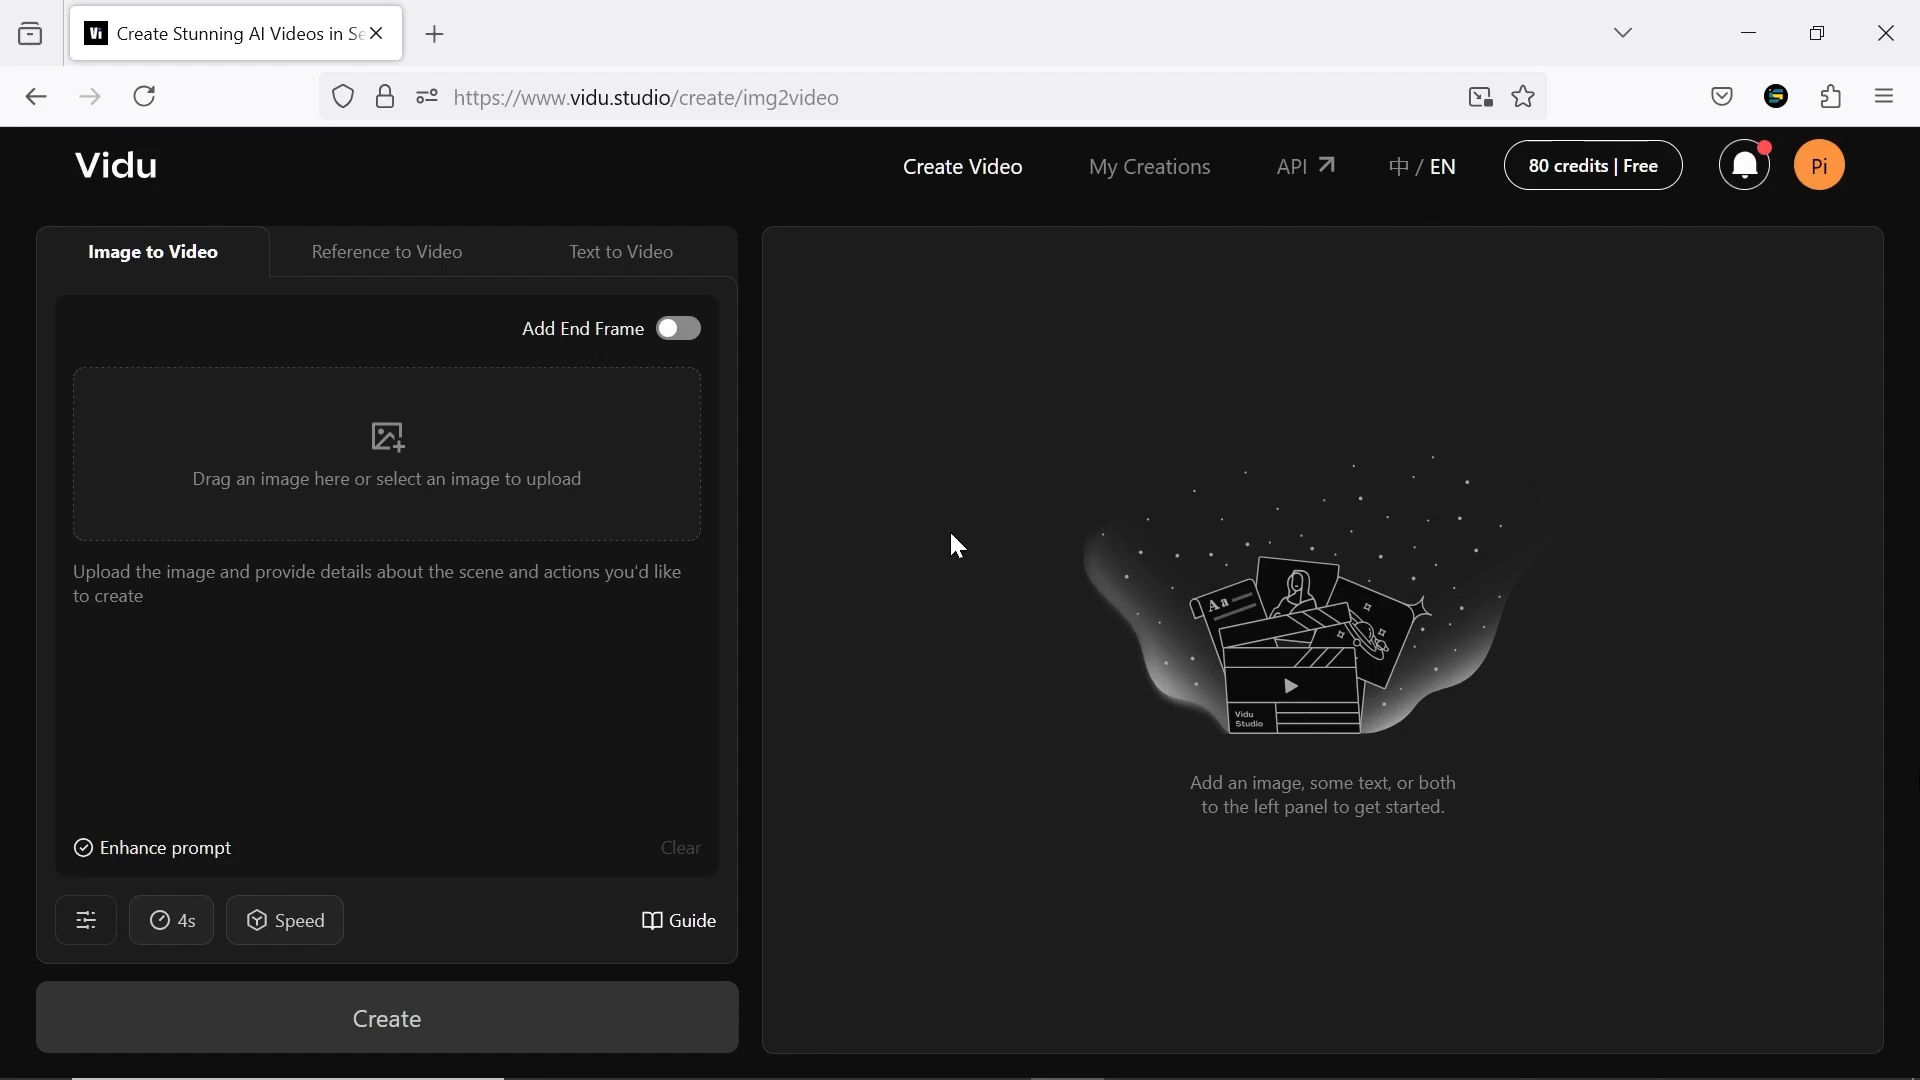 Vi
Create Stunning AI Videos in Se
https://www.vidu.studio/create/img2video
Vidu
Create Video
My Creations
API
中 / EN
80 credits | Free
Pi
Image to Video
Reference to Video
Text to Video
Add End Frame
Drag an image here or select an image to upload
Upload the image and provide details about the scene and actions you'd like
to create
Enhance prompt
Clear
4s
Speed
Guide
Create
Aa
Vidu
Studio
Add an image, some text, or both
to the left panel to get started.